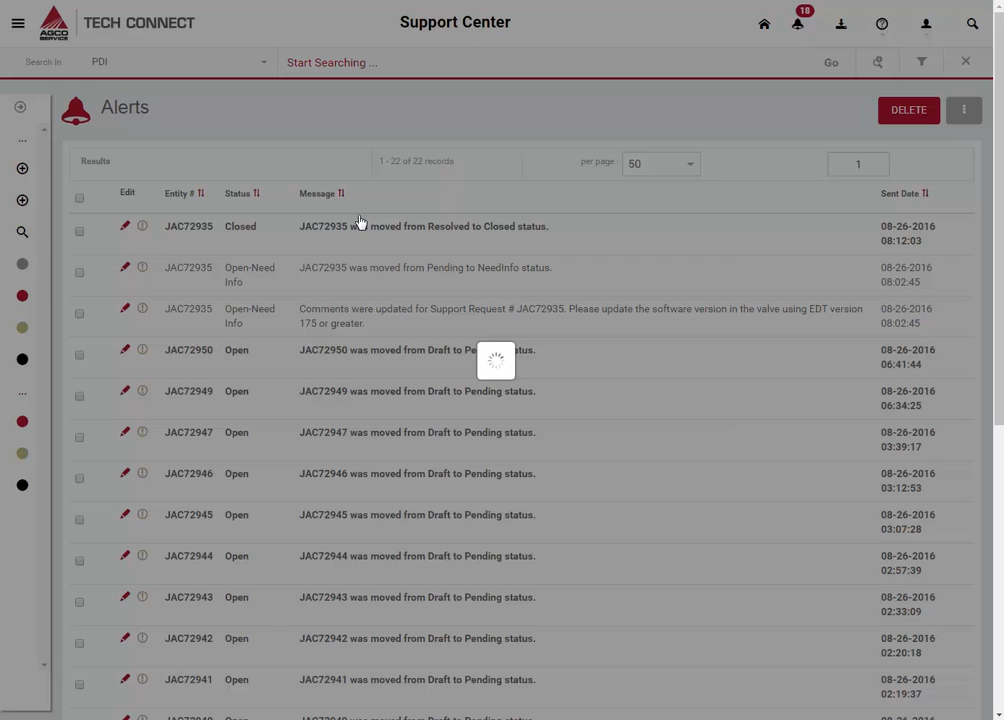 AGCO
SERVICE
TECH CONNECT
Support Center
18
Search In
PDI
Start Searching ...
Go
Alerts
DELETE
Results
1 - 22 of 22 records
per page :
50
1
Edit
Entity #
Status
Message
Sent Date
JAC72935 Closed JAC72935 was moved from Resolved to Closed status. 08-26-2016
08:12:03
JAC72935 Open-Need JAC72935 was moved from Pending to NeedInfo status. 08-26-2016
Info 08:02:45
JAC72935 Open-Need Comments were updated for Support Request # JAC72935. Please update the software version in the valve using EDT version 08-26-2016
Info 175 or greater. 08:02:45
JAC72950 Open JAC72950 was moved from Draft to Pending status. 08-26-2016
06:41:44
JAC72949 Open JAC72949 was moved from Draft to Pending status. 08-26-2016
06:34:25
JAC72947 Open JAC72947 was moved from Draft to Pending status. 08-26-2016
03:39:17
JAC72946 Open JAC72946 was moved from Draft to Pending status. 08-26-2016
03:12:53
JAC72945 Open JAC72945 was moved from Draft to Pending status. 08-26-2016
03:07:28
JAC72944 Open JAC72944 was moved from Draft to Pending status. 08-26-2016
02:57:39
JAC72943 Open JAC72943 was moved from Draft to Pending status. 08-26-2016
02:33:09
JAC72942 Open JAC72942 was moved from Draft to Pending status. 08-26-2016
02:20:18
JAC72941 Open JAC72941 was moved from Draft to Pending status. 08-26-2016
02:19:37